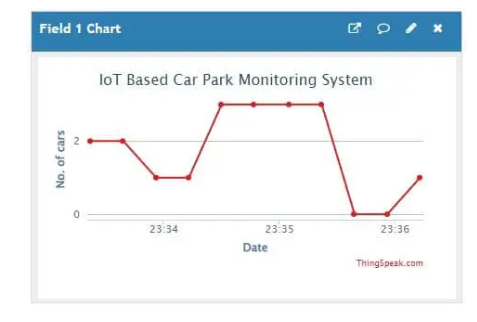 Field 1 Chart
IoT Based Car Park Monitoring System
No. of cars
2
0
23:34 23:35 23:36
Date
ThingSpeak.com